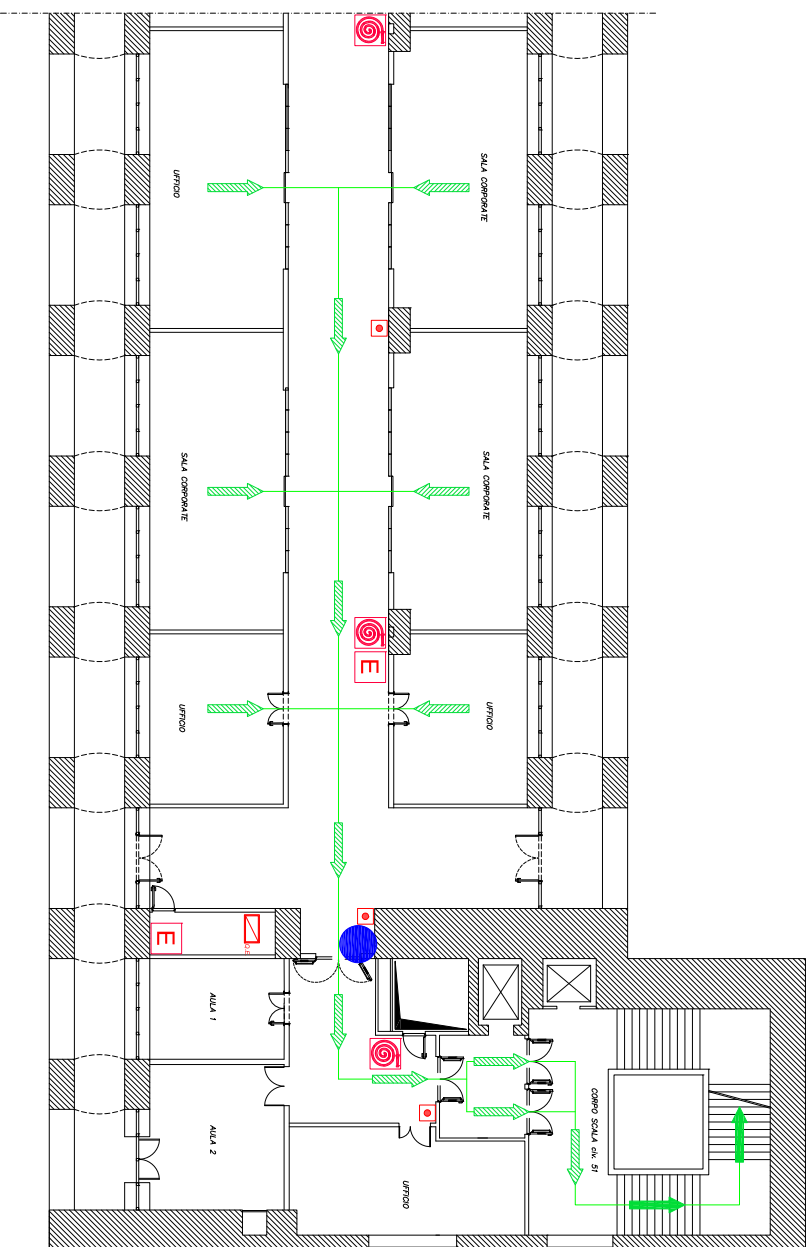 UFFICIO
SALA CORPORATE
SALA CORPORATE
SALA CORPORATE
E
UFFICIO
UFFICIO
E
Q.E
AULA 1
AULA 2
UFFICIO
CORPO SCALA civ. 51